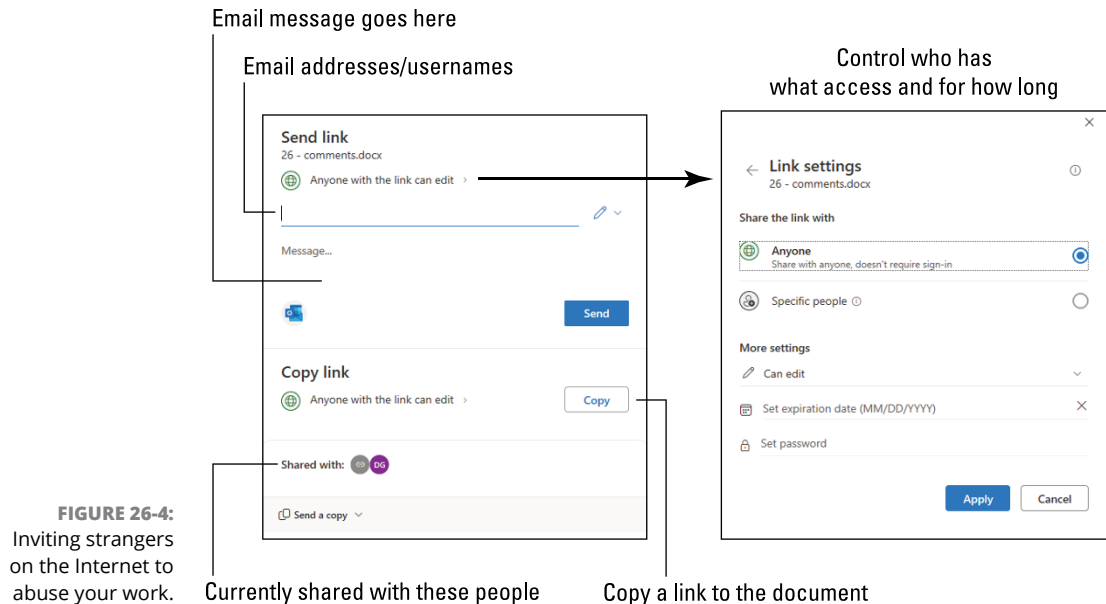 Email message goes here
Email addresses/usernames
Control who has
what access and for how long
Send link
26 - comments.docx
Anyone with the link can edit >
Message...
Send
Copy link
Anyone with the link can edit >
Copy
Shared with:
DG
Send a copy
Link settings
26 - comments.docx
Share the link with
Anyone
Share with anyone, doesn't require sign-in
Specific people
More settings
Can edit
Set expiration date (MM/DD/YYYY)
Set password
Apply
Cancel
Currently shared with these people
Copy a link to the document
FIGURE 26-4:
Inviting strangers
on the Internet to
abuse your work.